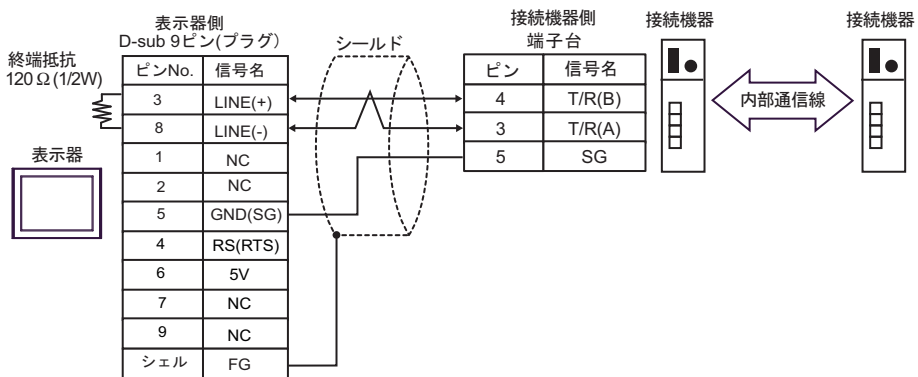 表示器側
D-sub 9ピン(プラグ)
終端抵抗
120Ω(1/2W)
ピンNo. 信号名
3 LINE(+)
8 LINE(-)
1 NC
2 NC
5 GND(SG)
4 RS(RTS)
6 5V
7 NC
9 NC
シェル FG
表示器
シールド
接続機器側
端子台
ピン 信号名
4 T/R(B)
3 T/R(A)
5 SG
接続機器
内部通信線
接続機器